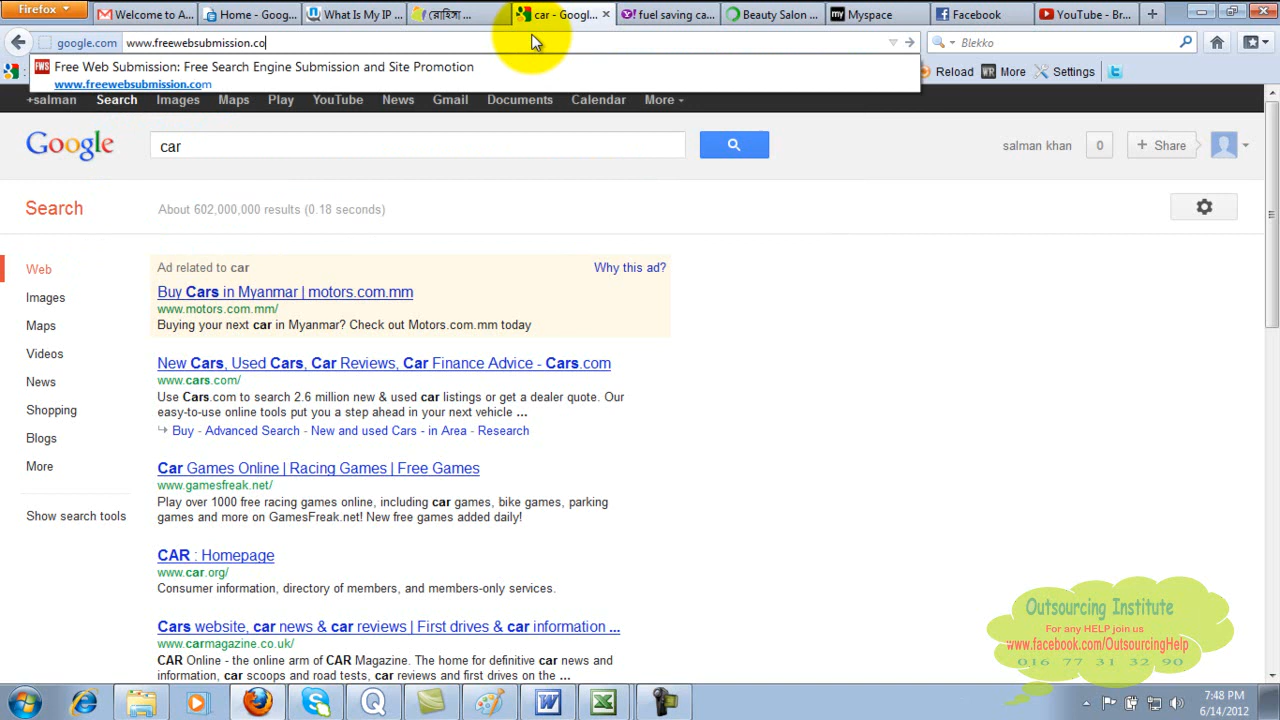 Firefox
Welcome to A...
Home - Goog...
What Is My IP ...
car - Googl...
fuel saving ca...
Beauty Salon ...
Myspace
Facebook
YouTube - Br...
google.com www.freewebsubmission.co
Blekko
Free Web Submission: Free Search Engine Submission and Site Promotion
www.freewebsubmission.com
Reload More Settings
+salman Search Images Maps Play YouTube News Gmail Documents Calendar More
Google
car
salman khan 0 + Share
Search
About 602,000,000 results (0.18 seconds)
Web
Images
Maps
Videos
News
Shopping
Blogs
More
Show search tools
Ad related to car
Why this ad?
Buy Cars in Myanmar | motors.com.mm
www.motors.com.mm/
Buying your next car in Myanmar? Check out Motors.com.mm today
New Cars, Used Cars, Car Reviews, Car Finance Advice - Cars.com
www.cars.com/
Use Cars.com to search 2.6 million new & used car listings or get a dealer quote. Our
easy-to-use online tools put you a step ahead in your next vehicle ...
Buy - Advanced Search - New and used Cars - in Area - Research
Car Games Online | Racing Games | Free Games
www.gamesfreak.net/
Play over 1000 free racing games online, including car games, bike games, parking
games and more on GamesFreak.net! New free games added daily!
CAR : Homepage
www.car.org/
Consumer information, directory of members, and members-only services.
Cars website, car news & car reviews | First drives & car information ...
www.carmagazine.co.uk/
CAR Online - the online arm of CAR Magazine. The home for definitive car news and
information, car scoops and road tests, car reviews and first drives on the ...
Outsourcing Institute
For any HELP join us
www.facebook.com/OutsourcingHelp
016 77 31 32 90
7:48 PM
6/14/2012